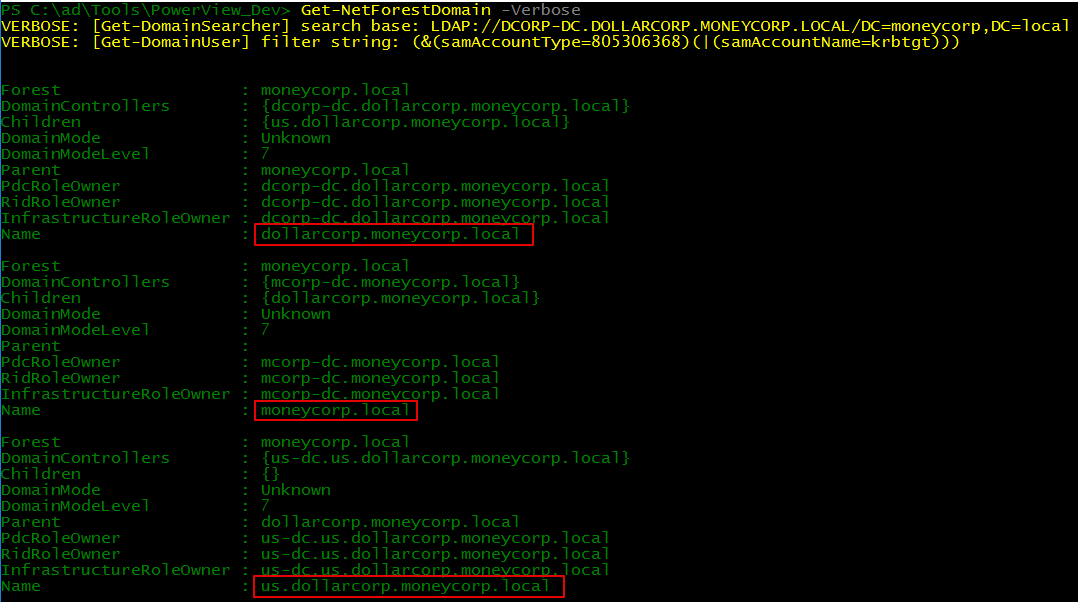 PS C:\ad\Tools\PowerView_Dev> Get-NetForestDomain -Verbose
VERBOSE: [Get-DomainSearcher] search base: LDAP://DCORP-DC.DOLLARCORP.MONEYCORP.LOCAL/DC=moneycorp,DC=local
VERBOSE: [Get-DomainUser] filter string: (&(samAccountType=805306368)(|(samAccountName=krbtgt)))
Forest                  : moneycorp.local
DomainControllers       : {dcorp-dc.dollarcorp.moneycorp.local}
Children                : {us.dollarcorp.moneycorp.local}
DomainMode              : Unknown
DomainModeLevel         : 7
Parent                  : moneycorp.local
PdcRoleOwner            : dcorp-dc.dollarcorp.moneycorp.local
RidRoleOwner            : dcorp-dc.dollarcorp.moneycorp.local
InfrastructureRoleOwner : dcorp-dc.dollarcorp.moneycorp.local
Name                    : dollarcorp.moneycorp.local
Forest                  : moneycorp.local
DomainControllers       : {mcorp-dc.moneycorp.local}
Children                : {dollarcorp.moneycorp.local}
DomainMode              : Unknown
DomainModeLevel         : 7
Parent                  :
PdcRoleOwner            : mcorp-dc.moneycorp.local
RidRoleOwner            : mcorp-dc.moneycorp.local
InfrastructureRoleOwner : mcorp-dc.moneycorp.local
Name                    : moneycorp.local
Forest                  : moneycorp.local
DomainControllers       : {us-dc.us.dollarcorp.moneycorp.local}
Children                : {}
DomainMode              : Unknown
DomainModeLevel         : 7
Parent                  : dollarcorp.moneycorp.local
PdcRoleOwner            : us-dc.us.dollarcorp.moneycorp.local
RidRoleOwner            : us-dc.us.dollarcorp.moneycorp.local
InfrastructureRoleOwner : us-dc.us.dollarcorp.moneycorp.local
Name                    : us.dollarcorp.moneycorp.local